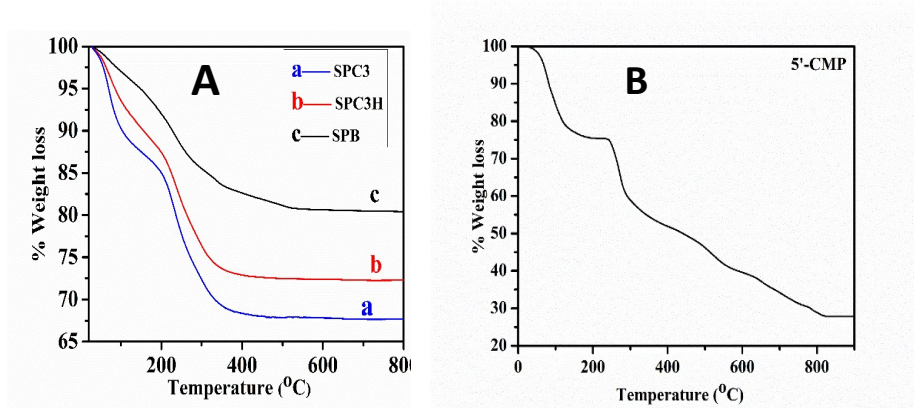 A
a — SPC3
b — SPC3H
c — SPB
% Weight loss
100
95
90
85
80
75
70
65
c
b
a
200 400 600 800
Temperature (⁰C)
B
5'-CMP
% Weight loss
100
90
80
70
60
50
40
30
20
0 200 400 600 800
Temperature (⁰C)